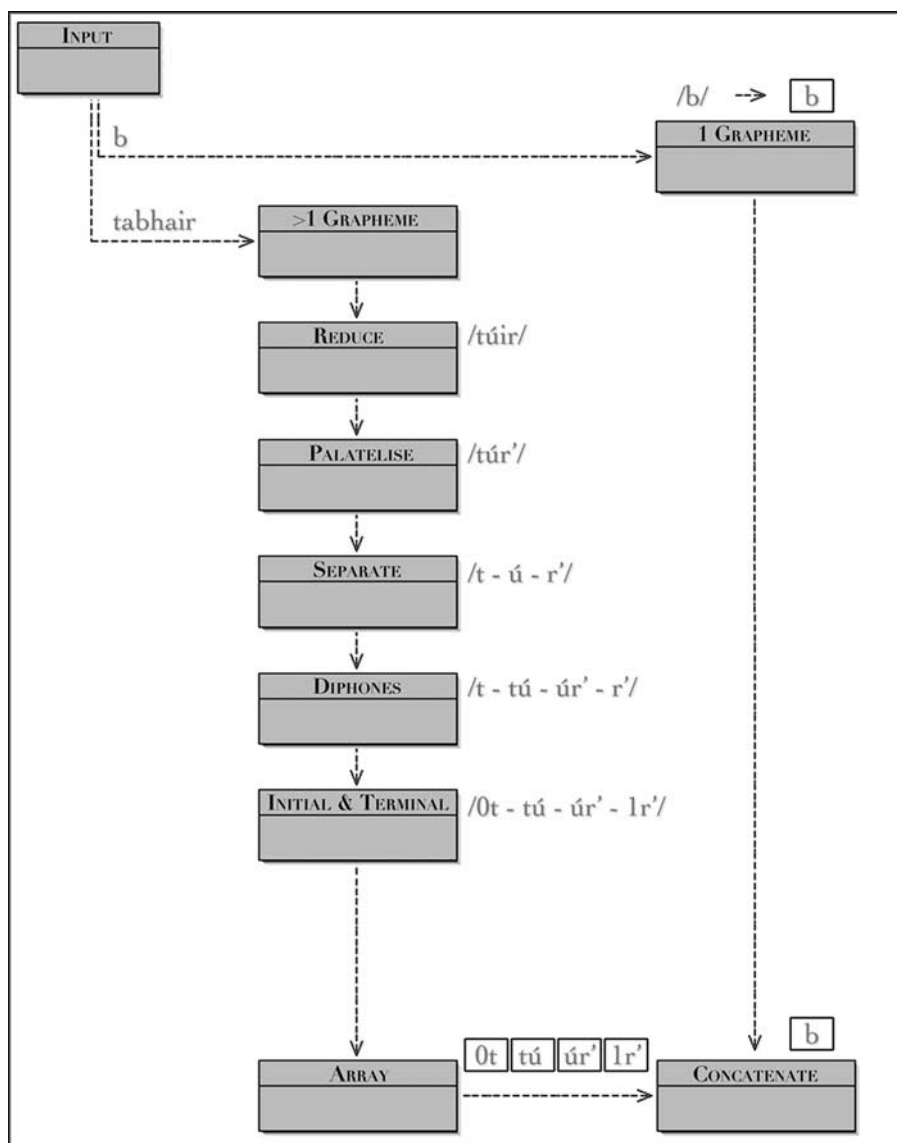 INPUT
/b/ b
b
1 GRAPHEME
tabhair
>1 GRAPHEME
REDUCE
/túir/
PALATELISE
/túr’/
SEPARATE
/t - ú - r’/
DIPHONES
/t - tú - úr’ - r’/
INITIAL & TERMINAL
/0t - tú - úr’ - 1r’/
b
0t tú úr’ 1r’
ARRAY
CONCATENATE